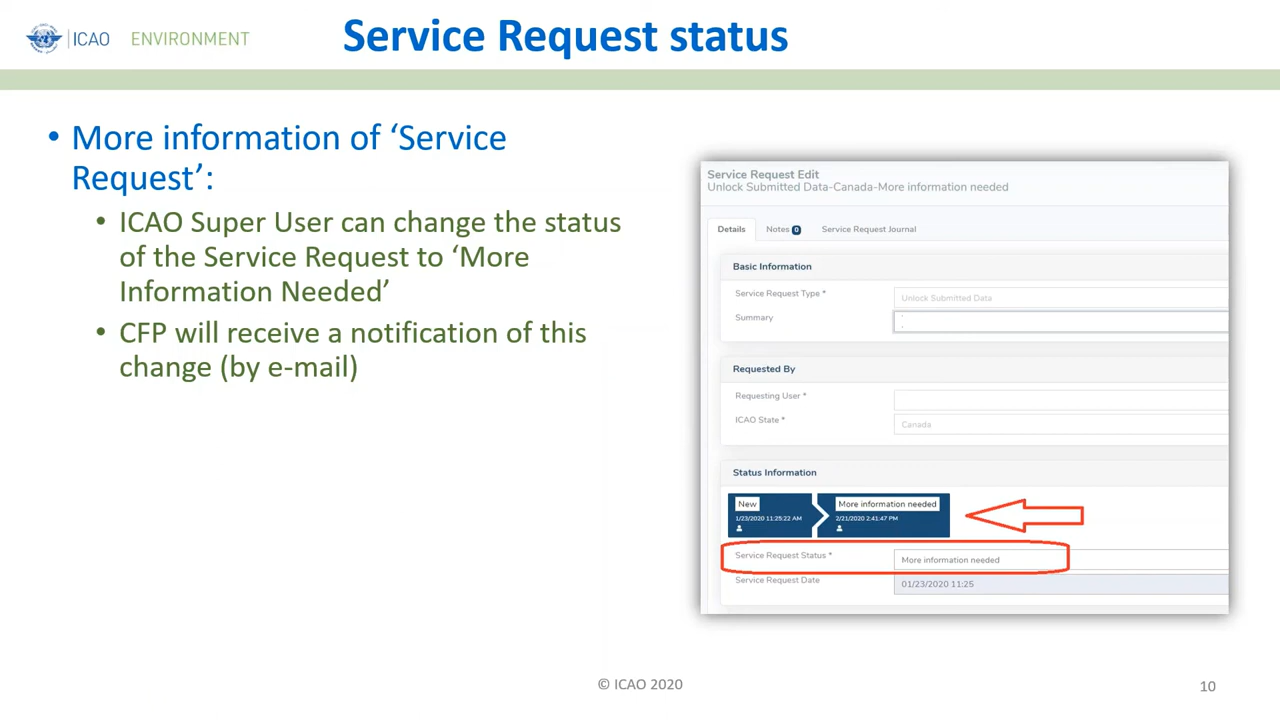 ICAO ENVIRONMENT
Service Request status
• More information of ‘Service
Request’:
• ICAO Super User can change the status
of the Service Request to ‘More
Information Needed’
• CFP will receive a notification of this
change (by e-mail)
Service Request Edit
Unlock Submitted Data-Canada-More information needed
Details Notes 0 Service Request Journal
Basic Information
Service Request Type * Unlock Submitted Data
Summary
Requested By
Requesting User *
ICAO State * Canada
Status Information
New More information needed
1/23/2020 11:25:22 AM 2/21/2020 2:41:47 PM
Service Request Status * More information needed
Service Request Date 01/23/2020 11:25
© ICAO 2020
10